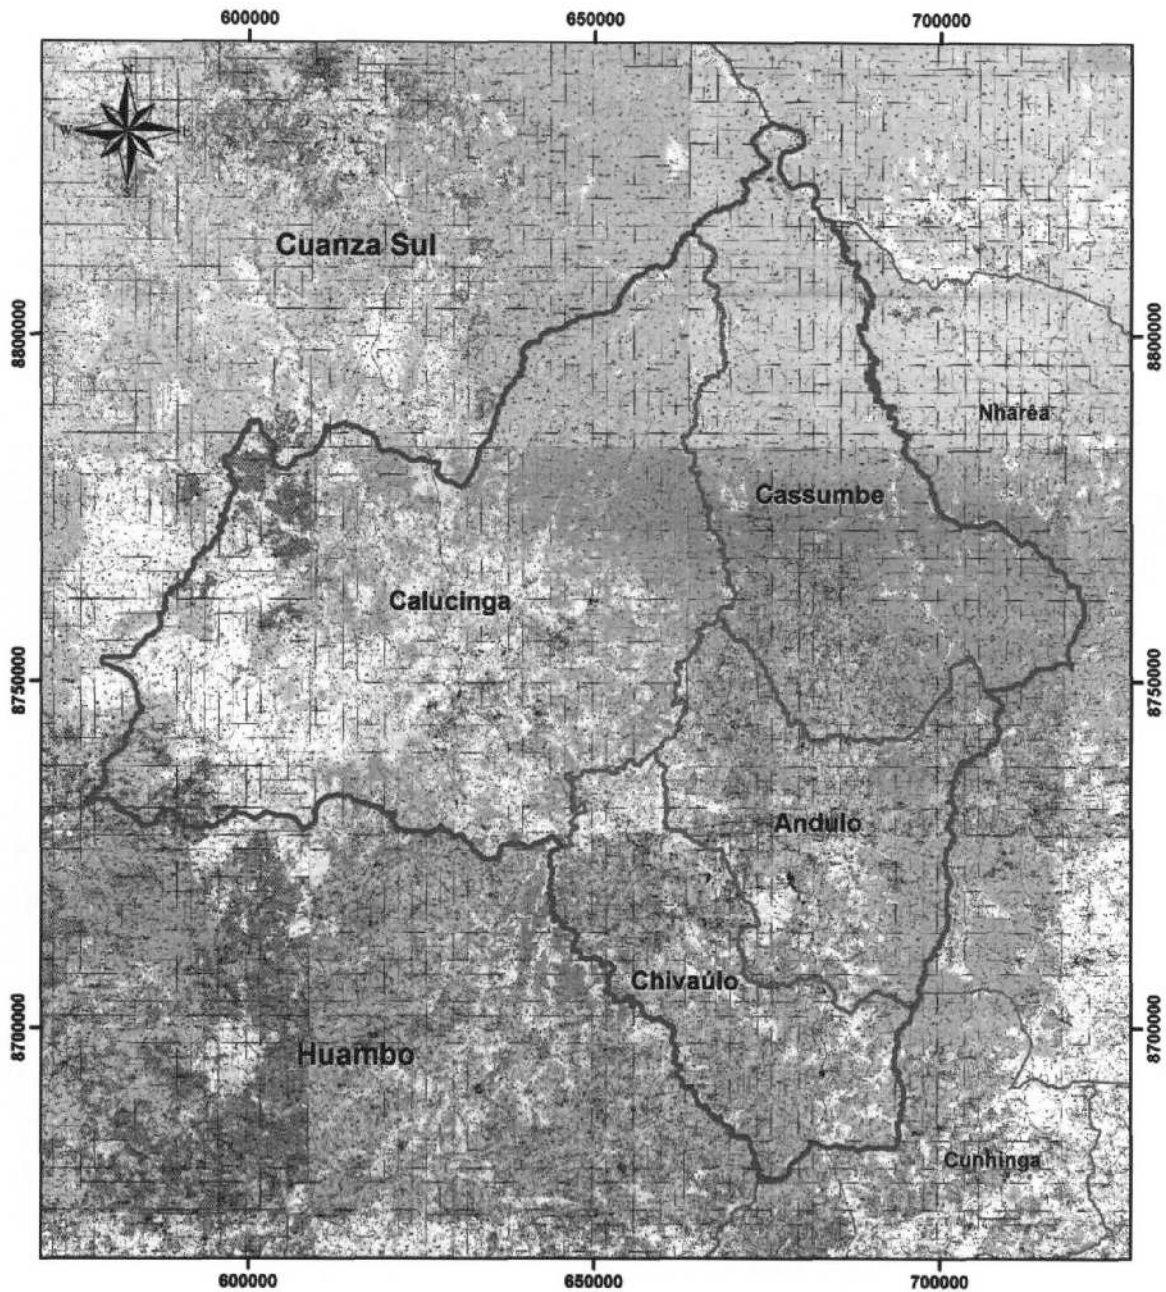 600000 650000 700000
N
W E
S
Cuanza Sul
8800000 8800000
Nharêa
Cassumbe
Calucinga
8750000 8750000
Andulo
Chivaúlo
8700000 8700000
Huambo
Cunhinga
600000 650000 700000